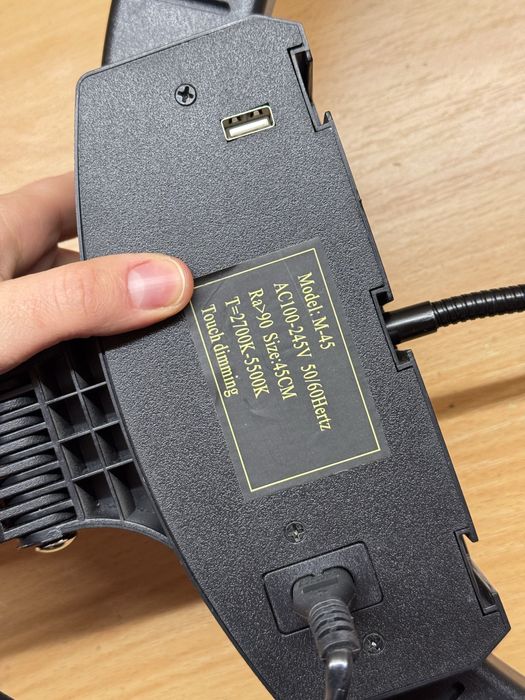 Model: M-45
AC100-245V 50/60Hertz
Ra>90 Size:45CM
T=2700K-5500K
Touch dimming